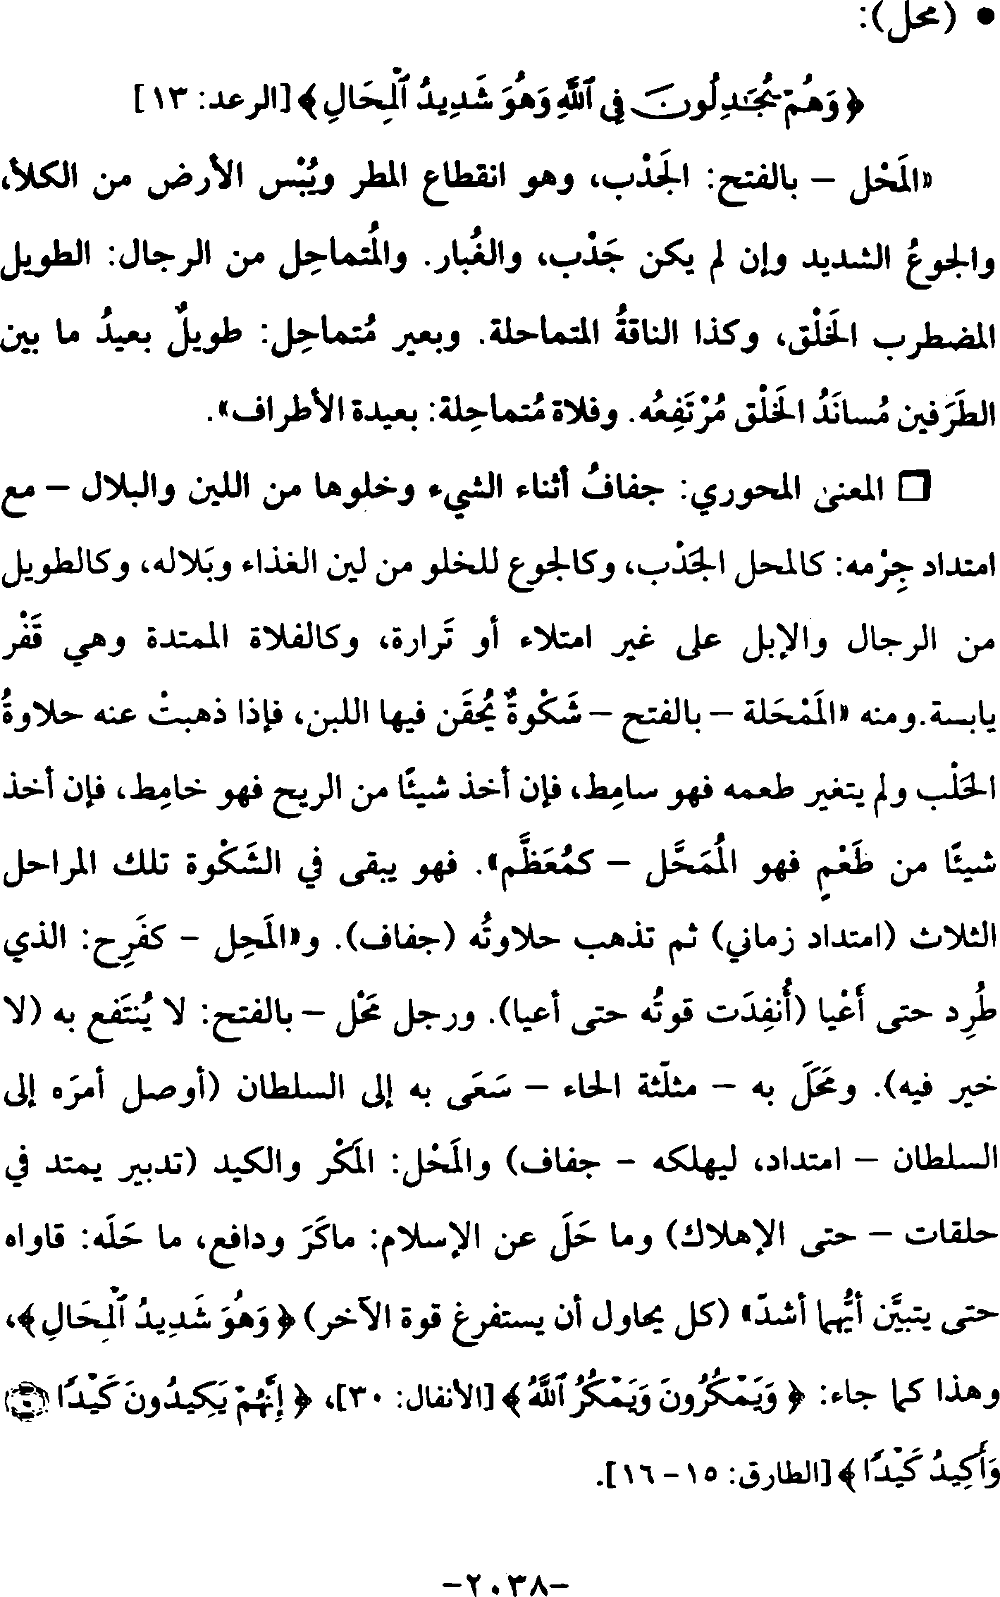 • (محل):
﴿وَهُمْ يُجَـٰدِلُونَ فِي ٱللَّهِ وَهُوَ شَدِيدُ ٱلْمِحَالِ﴾ [الرعد: ١٣]
«المَحْل – بالفتح: الجَدْب، وهو انقطاع المطر ويُبْس الأرض من الكلأ،
والجوعُ الشديد وإن لم يكن جَدْب، والغُبار. والمُتماحِل من الرجال: الطويل
المضطرب الخَلْق، وكذا الناقةُ المتماحلة. وبعير مُتماحِل: طويلٌ بعيدُ ما بين
الطَرَفين مُسانَدُ الخَلْق مُرْتَفِعُه. وفلاة مُتماحِلة: بعيدة الأطراف».
□ المعنى المحوري: جفافُ أثناء الشيء وخلوها من اللين والبلال – مع
امتداد جِرْمه: كالمحل الجَدْب، وكالجوع للخلو من لين الغذاء وبَلاله، وكالطويل
من الرجال والإبل على غير امتلاء أو تَرارة، وكالفلاة الممتدة وهي قَفْر
يابسة.ومنه «المَمْحَلة – بالفتح – شَكْوةٌ يُحقَن فيها اللبن، فإذا ذهبتْ عنه حلاوةُ
الحَلْب ولم يتغير طعمه فهو سامِط، فإن أخذ شيئًا من الريح فهو خامِط، فإن أخذ
شيئًا من طَعْمٍ فهو المُمَحَّل – كمُعَظَّم». فهو يبقى في الشَكْوة تلك المراحل
الثلاث (امتداد زماني) ثم تذهب حلاوتُه (جفاف). و«المَحِل – كفَرِح: الذي
طُرِد حتى أَعْيا (أُنفِدَت قوتُه حتى أعيا). ورجل مَحْل – بالفتح: لا يُنتَفع به (لا
خير فيه). ومَحَلَ به – مثلّثة الحاء – سَعَى به إلى السلطان (أوصل أمرَه إلى
السلطان – امتداد، ليهلكه – جفاف) والمَحْل: المَكْر والكيد (تدبير يمتد في
حلقات – حتى الإهلاك) وما حَلَ عن الإسلام: ماكَرَ ودافع، ما حَلَه: قاواه
حتى يتبيَّن أيُّهما أشدّ» (كل يحاول أن يستفرغ قوة الآخر) ﴿وَهُوَ شَدِيدُ ٱلْمِحَالِ﴾،
وهذا كما جاء: ﴿وَيَمْكُرُونَ وَيَمْكُرُ ٱللَّهُ﴾ [الأنفال: ٣٠]، ﴿إِنَّهُمْ يَكِيدُونَ كَيْدًا
وَأَكِيدُ كَيْدًا﴾ [الطارق: ١٥ – ١٦].
–٢٠٣٨–